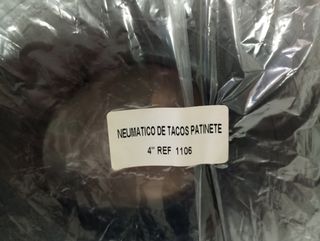 NEUMATICO DE TACOS PATINETE
4" REF 1106